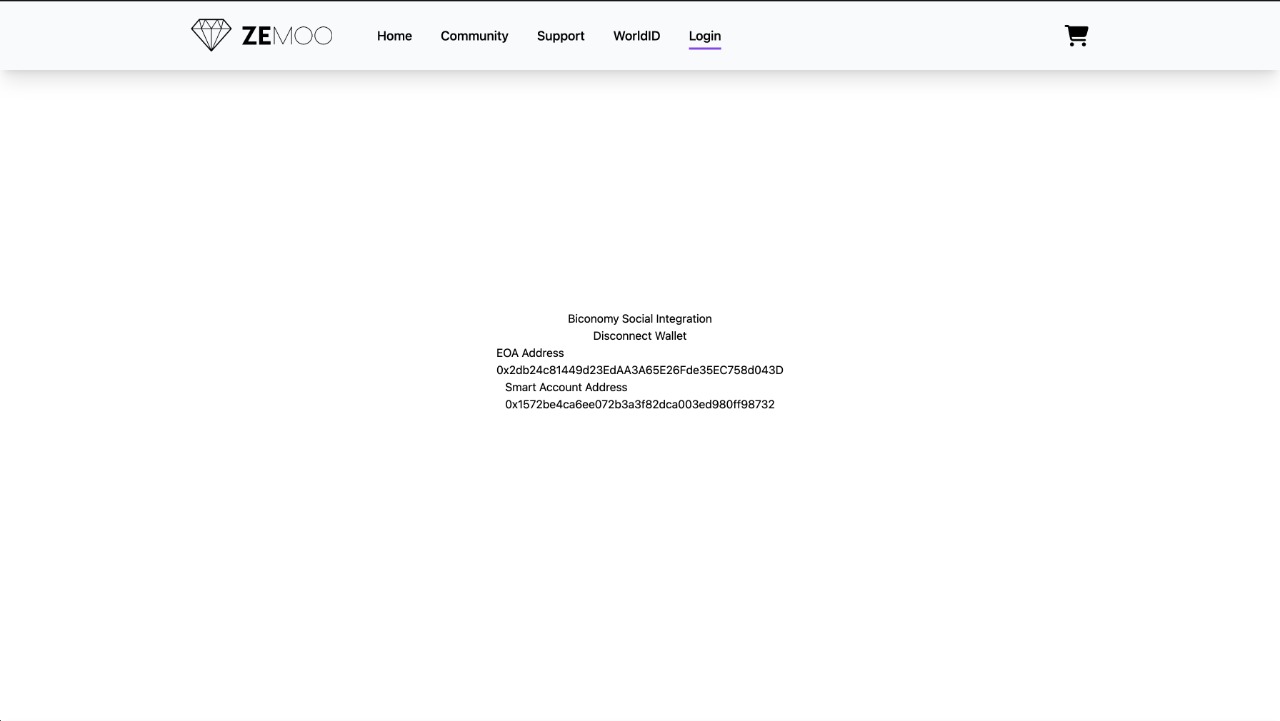 ZEMOO
Home
Community
Support
WorldID
Login
Biconomy Social Integration
Disconnect Wallet
EOA Address
0x2db24c81449d23EdAA3A65E26Fde35EC758d043D
Smart Account Address
0x1572be4ca6ee072b3a3f82dca003ed980ff98732